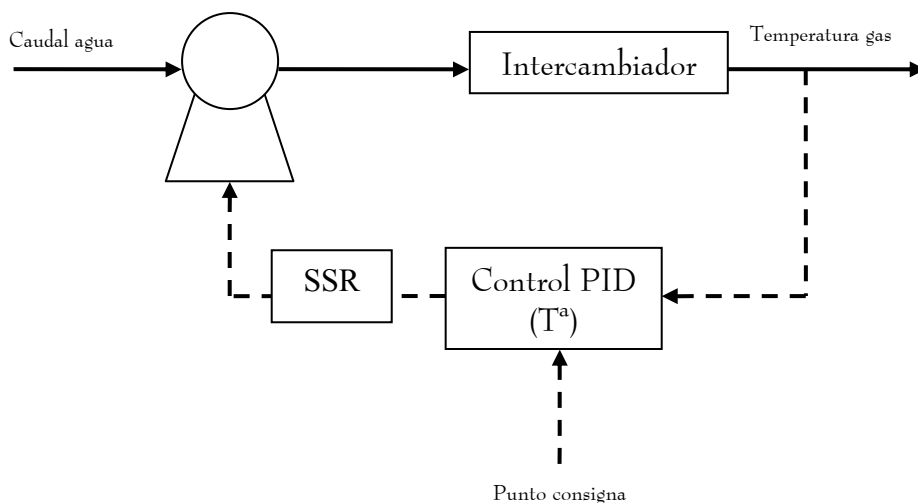 Caudal agua
Temperatura gas
Intercambiador
SSR
Control PID
(Tª)
Punto consigna